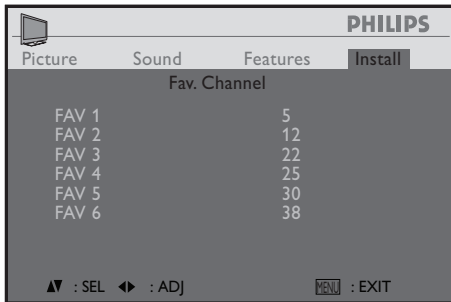 PHILIPS
Picture Sound Features Install
Fav. Channel
FAV 1 5
FAV 2 12
FAV 3 22
FAV 4 25
FAV 5 30
FAV 6 38
: SEL : ADJ MENU : EXIT